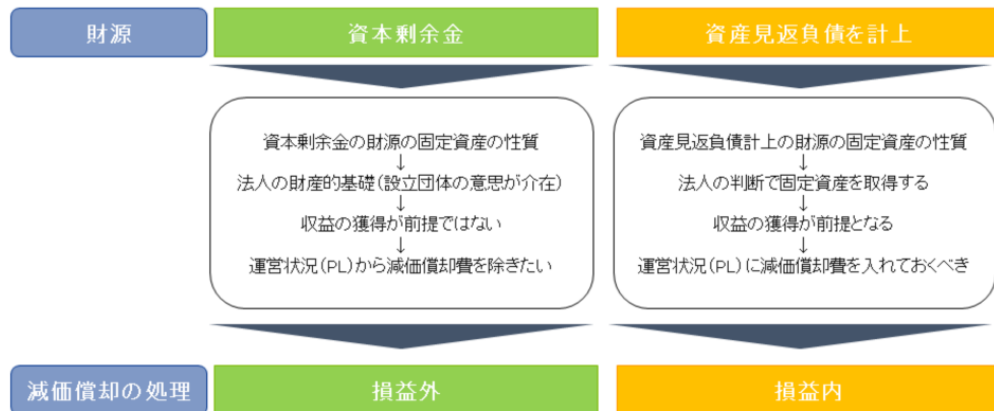 財源
資本剰余金
資産見返負債を計上
資本剰余金の財源の固定資産の性質
↓
法人の財産的基礎(設立団体の意思が介在)
↓
収益の獲得が前提ではない
↓
運営状況(PL)から減価償却費を除きたい
資産見返負債計上の財源の固定資産の性質
↓
法人の判断で固定資産を取得する
↓
収益の獲得が前提となる
↓
運営状況(PL)に減価償却費を入れておくべき
減価償却の処理
損益外
損益内